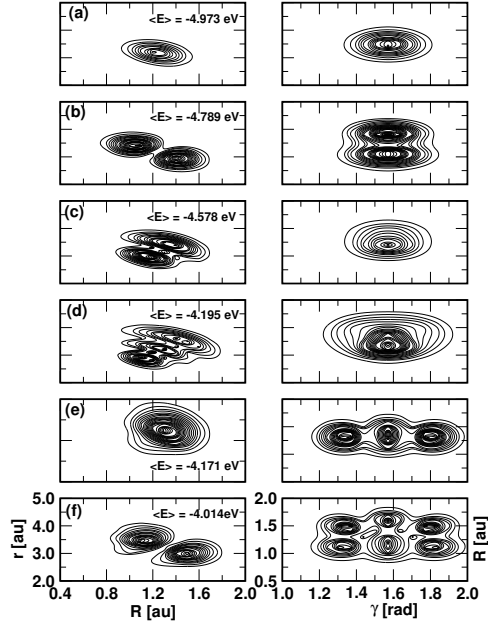 (a)
<E> = -4.973 eV
(b)
<E> = -4.789 eV
(c)
<E> = -4.578 eV
(d)
<E> = -4.195 eV
(e)
<E> = -4.171 eV
(f)
<E> = -4.014eV
5.0
4.0
3.0
2.0
r [au]
0.4 0.8 1.2 1.6 2.0
R [au]
2.0
1.5
1.0
0.5
R [au]
1.0 1.2 1.4 1.6 1.8 2.0
γ [rad]